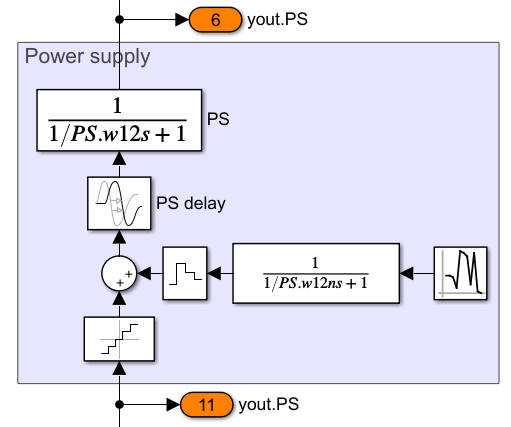 6 yout.PS
Power supply
1
1/PS.w12s + 1
PS
PS delay
1
1/PS.w12ns + 1
+
+
11 yout.PS